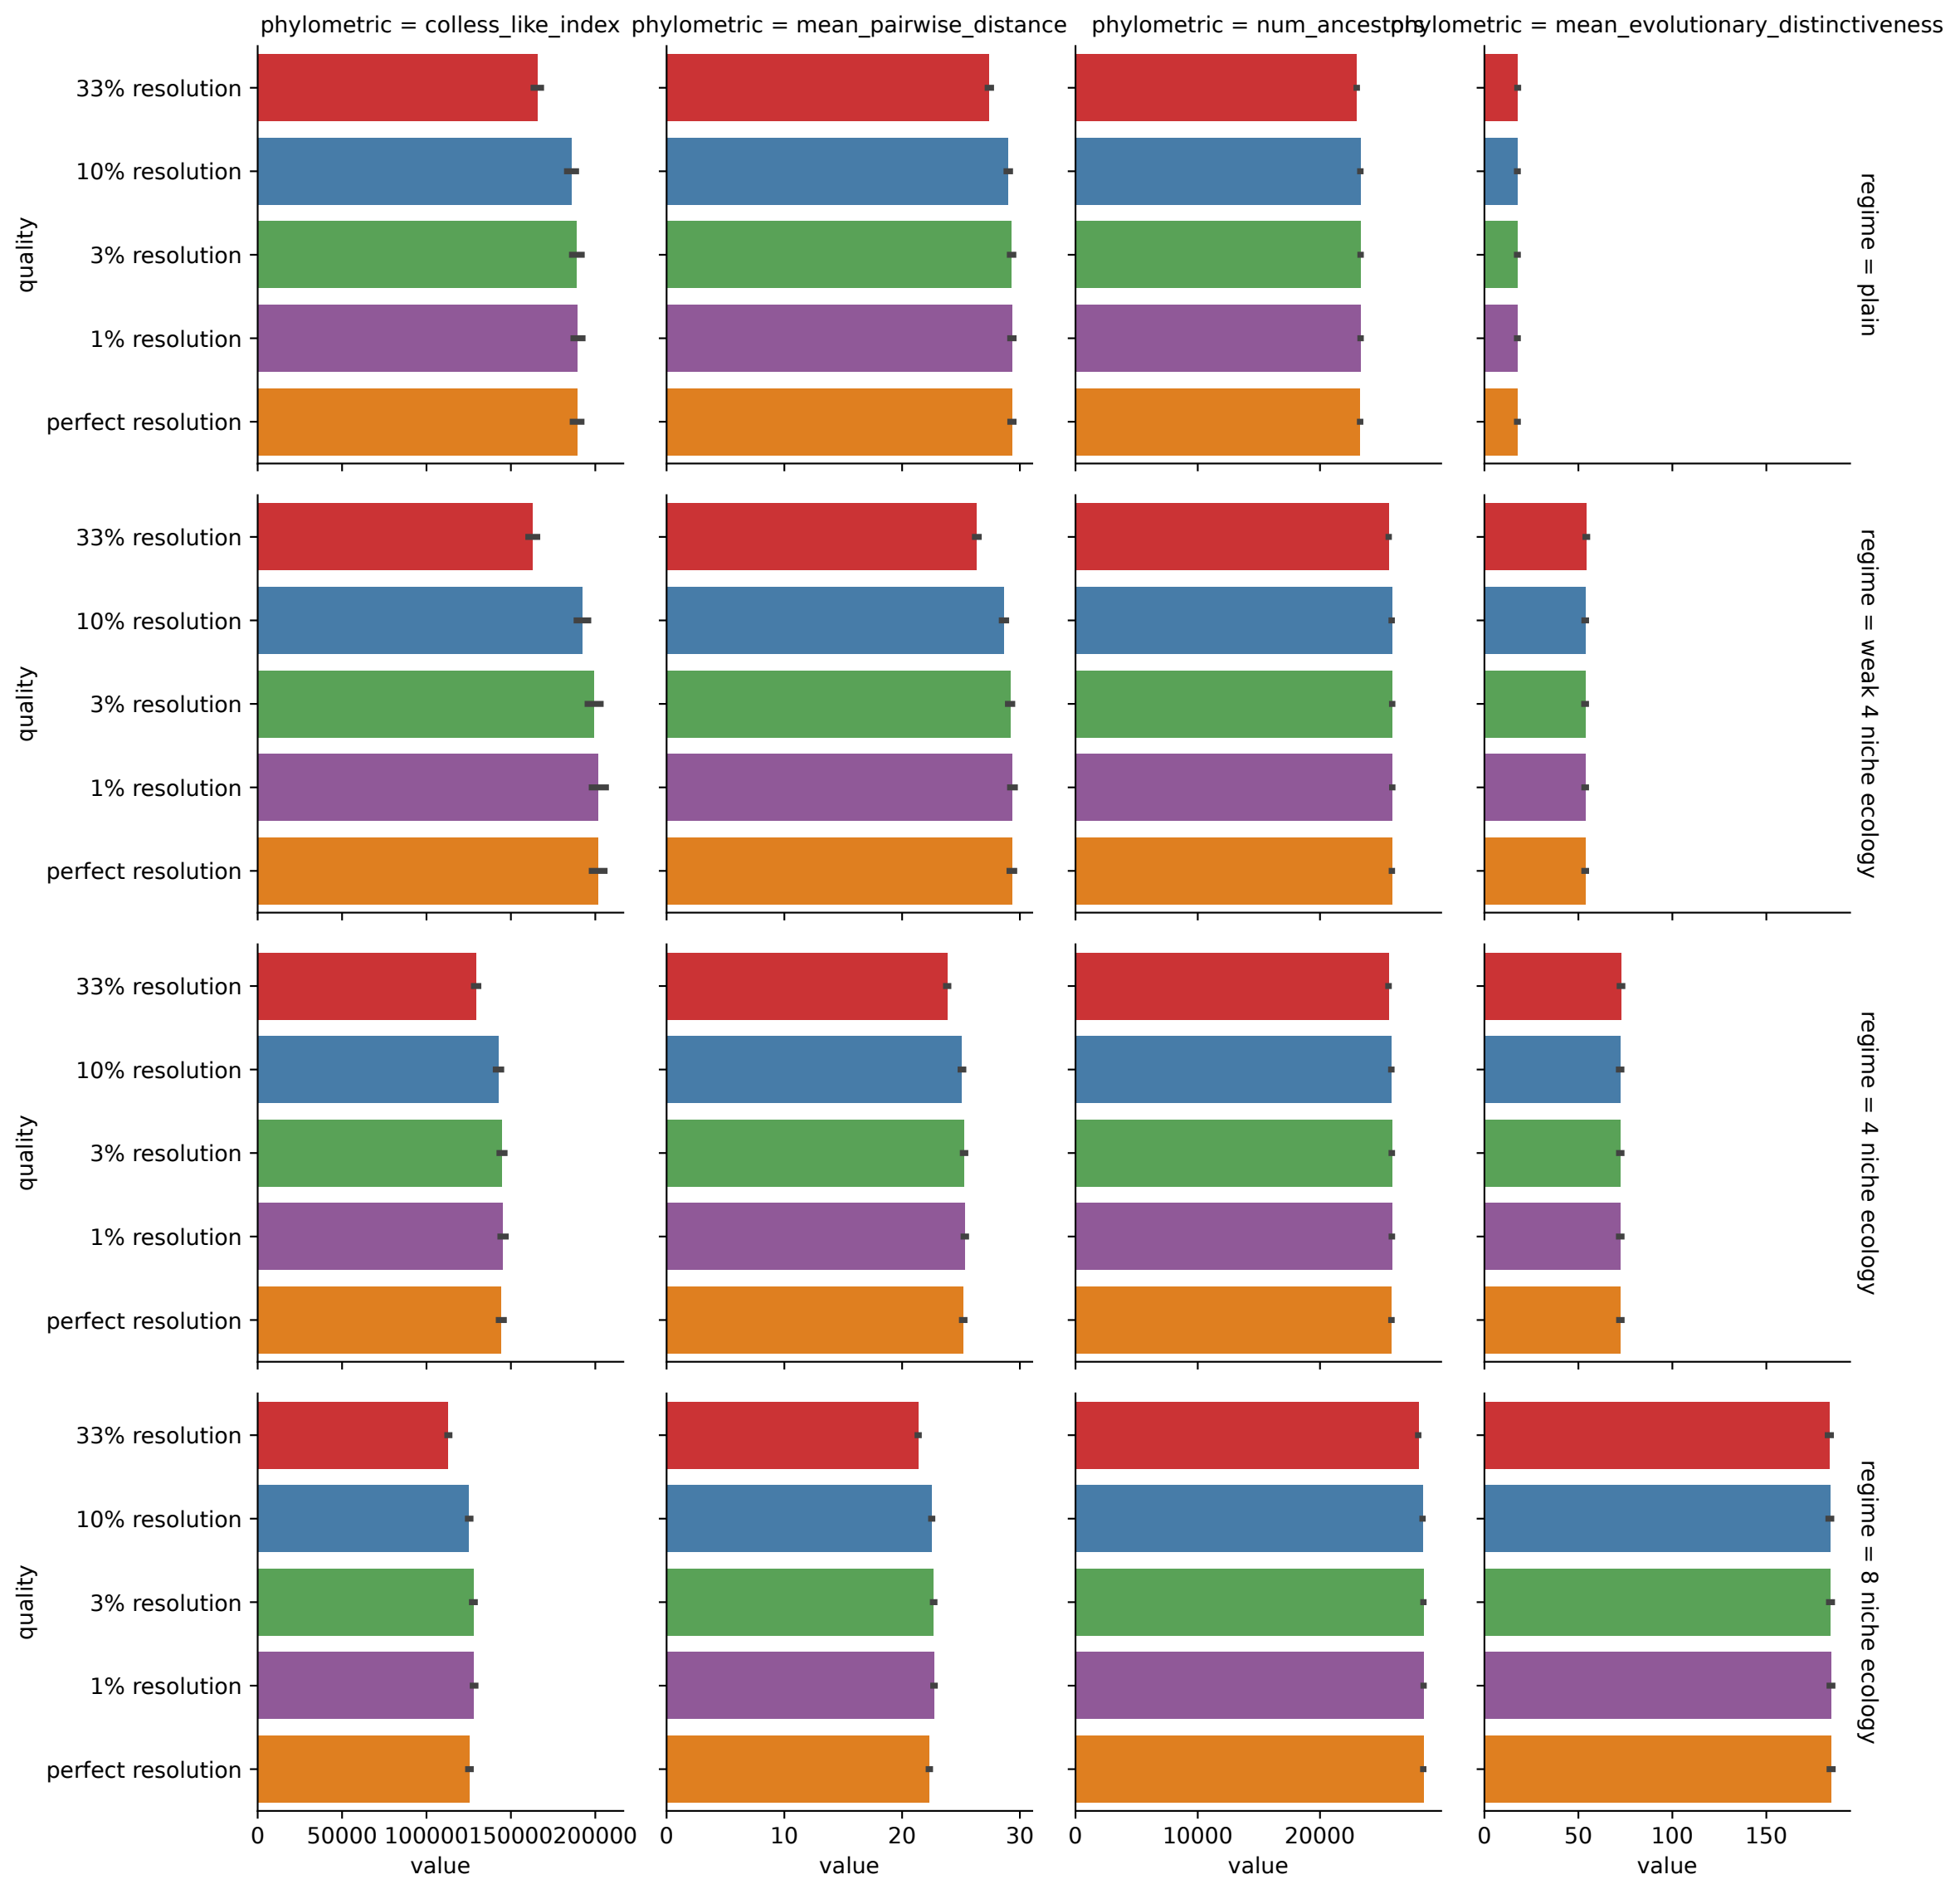 phylometric = colless_like_index
phylometric = mean_pairwise_distance
phylometric = num_ancestors
phylometric = mean_evolutionary_distinctiveness
quality
33% resolution
10% resolution
3% resolution
1% resolution
perfect resolution
regime = plain
quality
33% resolution
10% resolution
3% resolution
1% resolution
perfect resolution
regime = weak 4 niche ecology
quality
33% resolution
10% resolution
3% resolution
1% resolution
perfect resolution
regime = 4 niche ecology
quality
33% resolution
10% resolution
3% resolution
1% resolution
perfect resolution
regime = 8 niche ecology
0 50000 100000 150000 200000
value
0 10 20 30
value
0 10000 20000
value
0 50 100 150
value